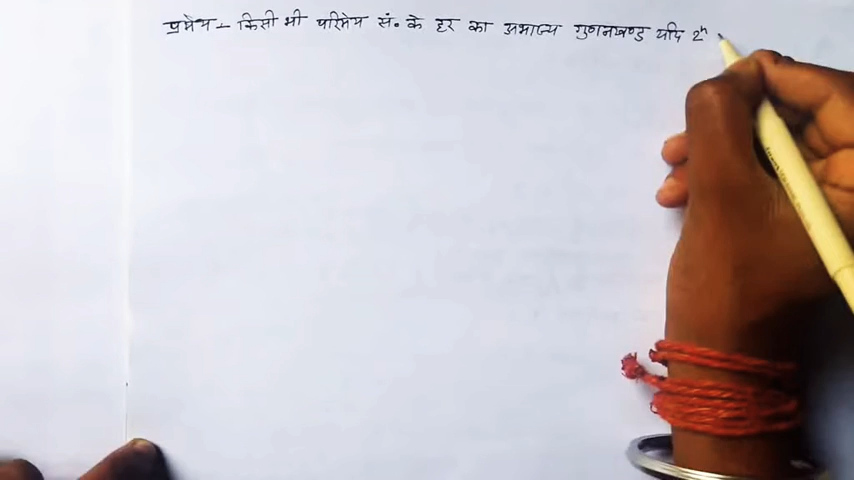 प्रमेय – किसी भी परिमेय सं. के हर का अभाज्य गुणनखण्ड यदि 2ⁿ